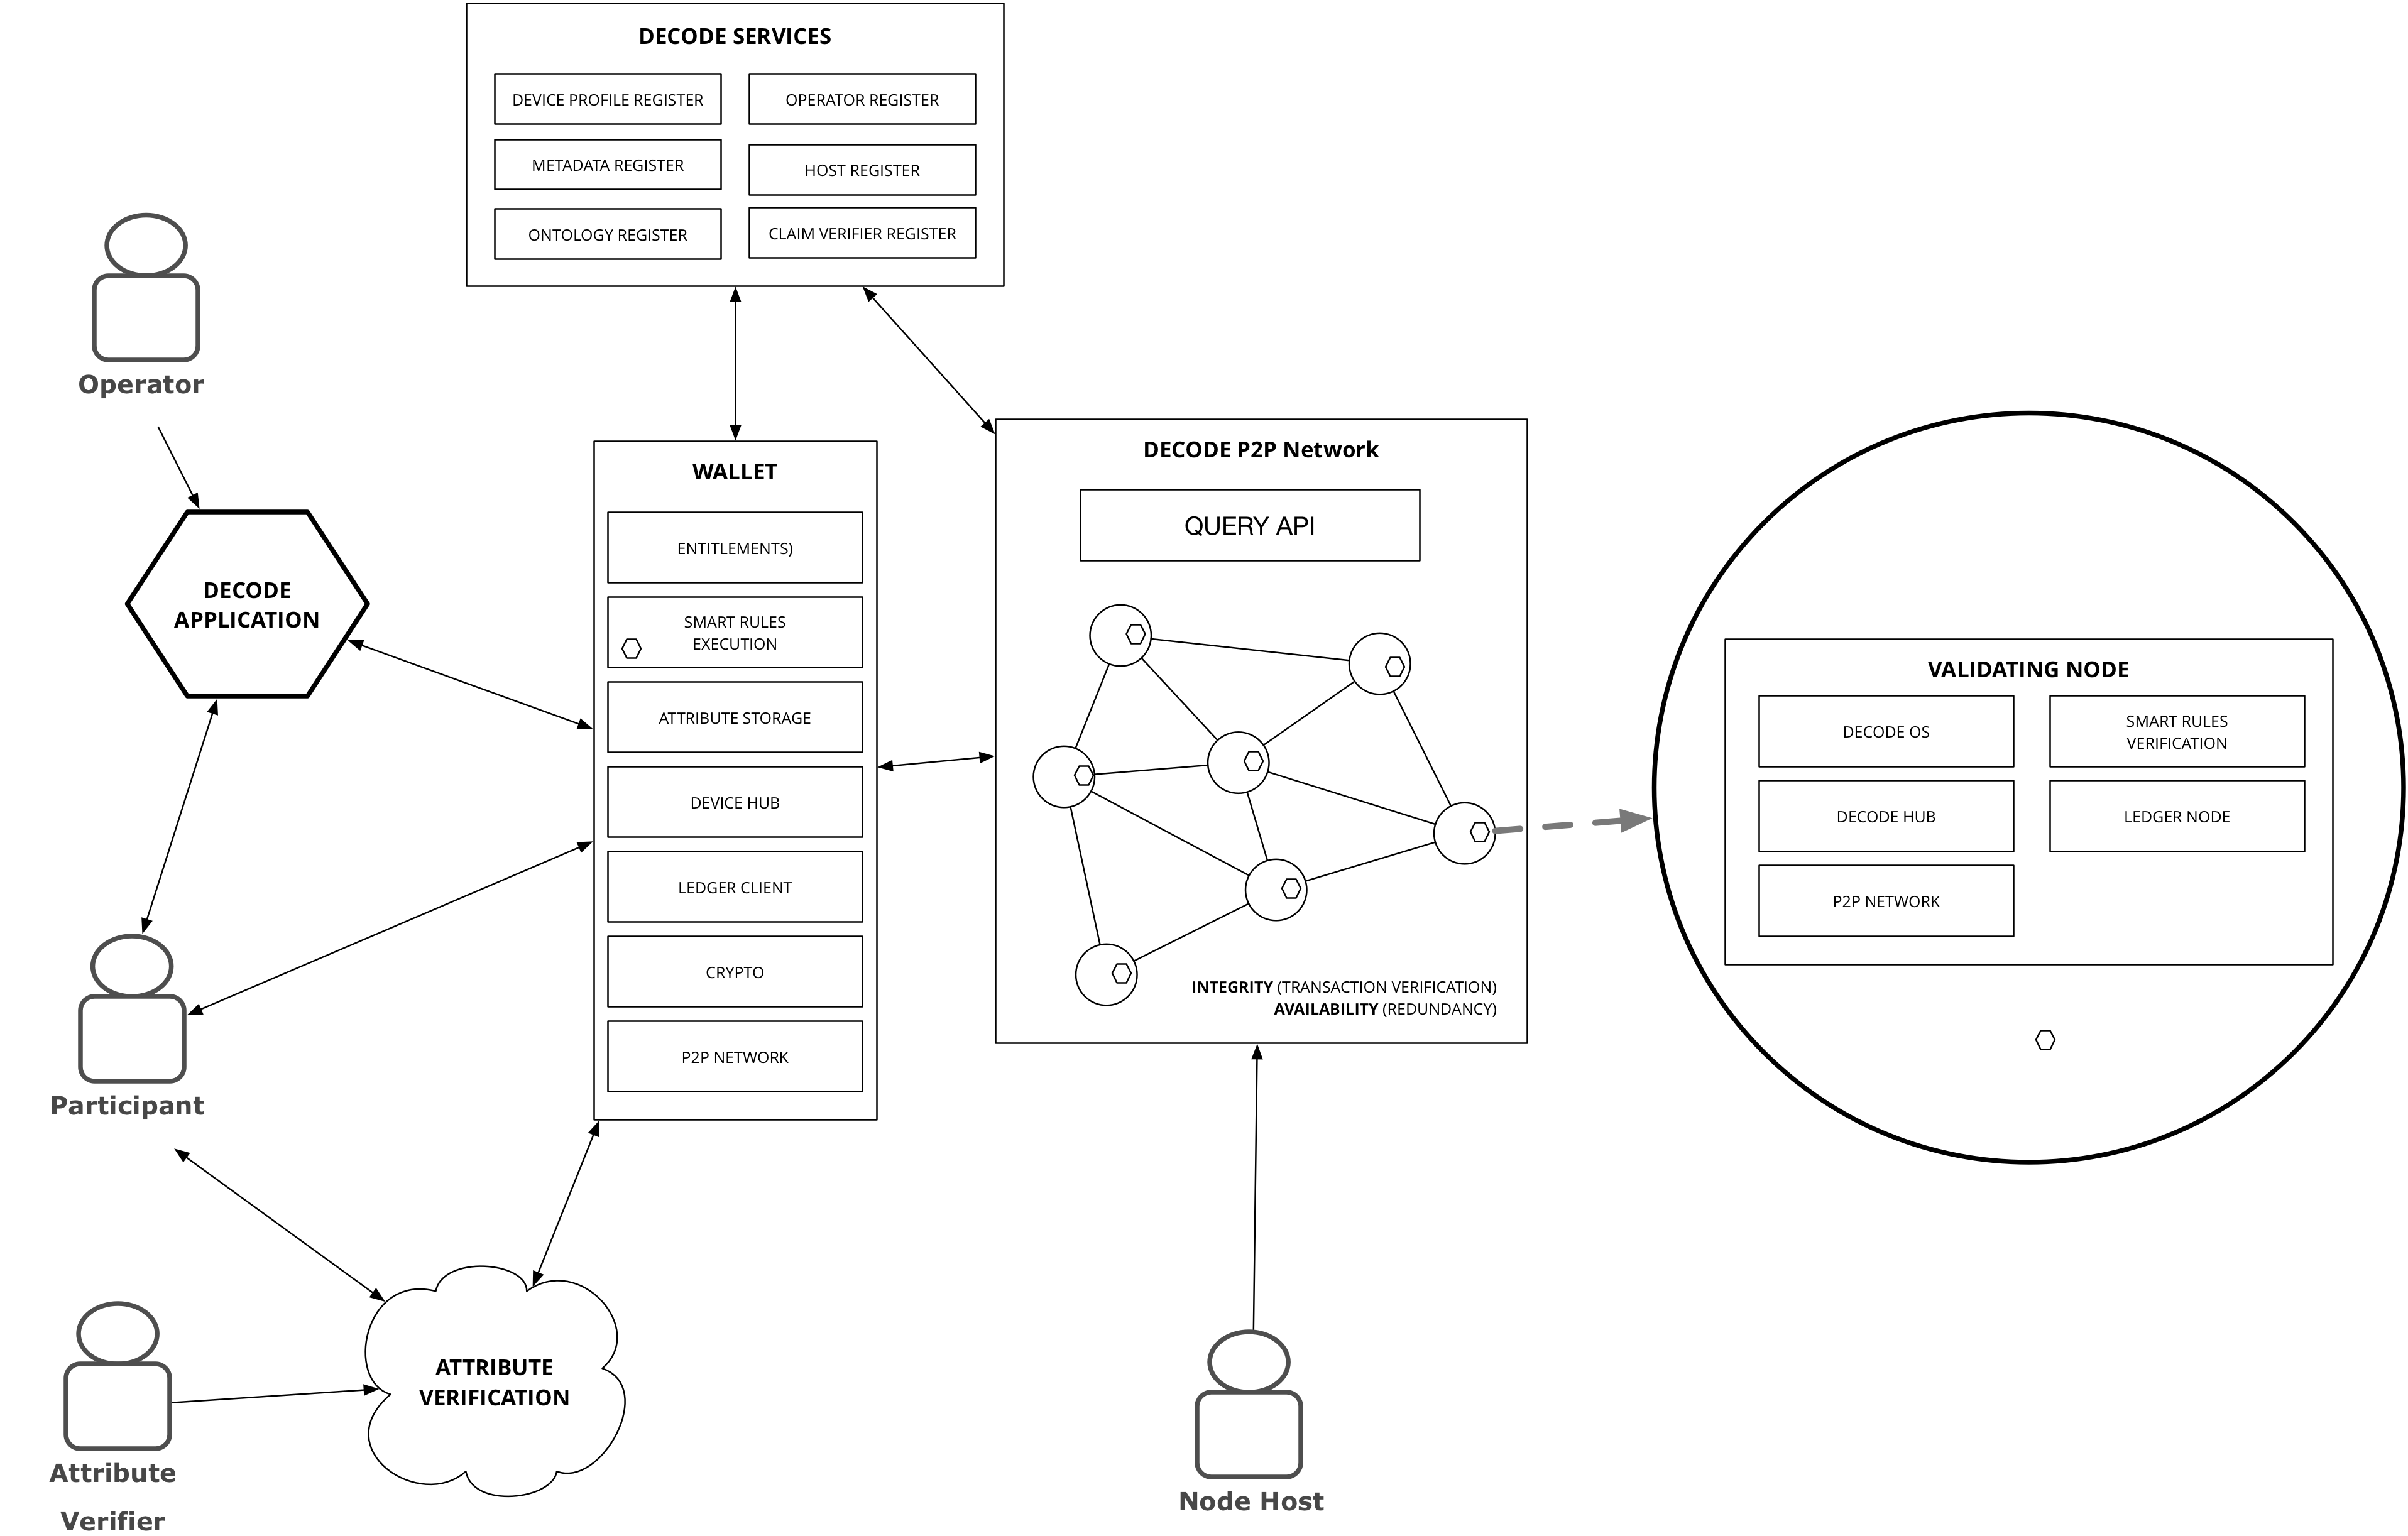 DECODE SERVICES
DEVICE PROFILE REGISTER
OPERATOR REGISTER
METADATA REGISTER
HOST REGISTER
ONTOLOGY REGISTER
CLAIM VERIFIER REGISTER
Operator
DECODE
APPLICATION
Participant
Attribute
Verifier
ATTRIBUTE
VERIFICATION
WALLET
ENTITLEMENTS)
SMART RULES
EXECUTION
ATTRIBUTE STORAGE
DEVICE HUB
LEDGER CLIENT
CRYPTO
P2P NETWORK
DECODE P2P Network
QUERY API
INTEGRITY (TRANSACTION VERIFICATION)
AVAILABILITY (REDUNDANCY)
Node Host
VALIDATING NODE
DECODE OS
SMART RULES
VERIFICATION
DECODE HUB
LEDGER NODE
P2P NETWORK